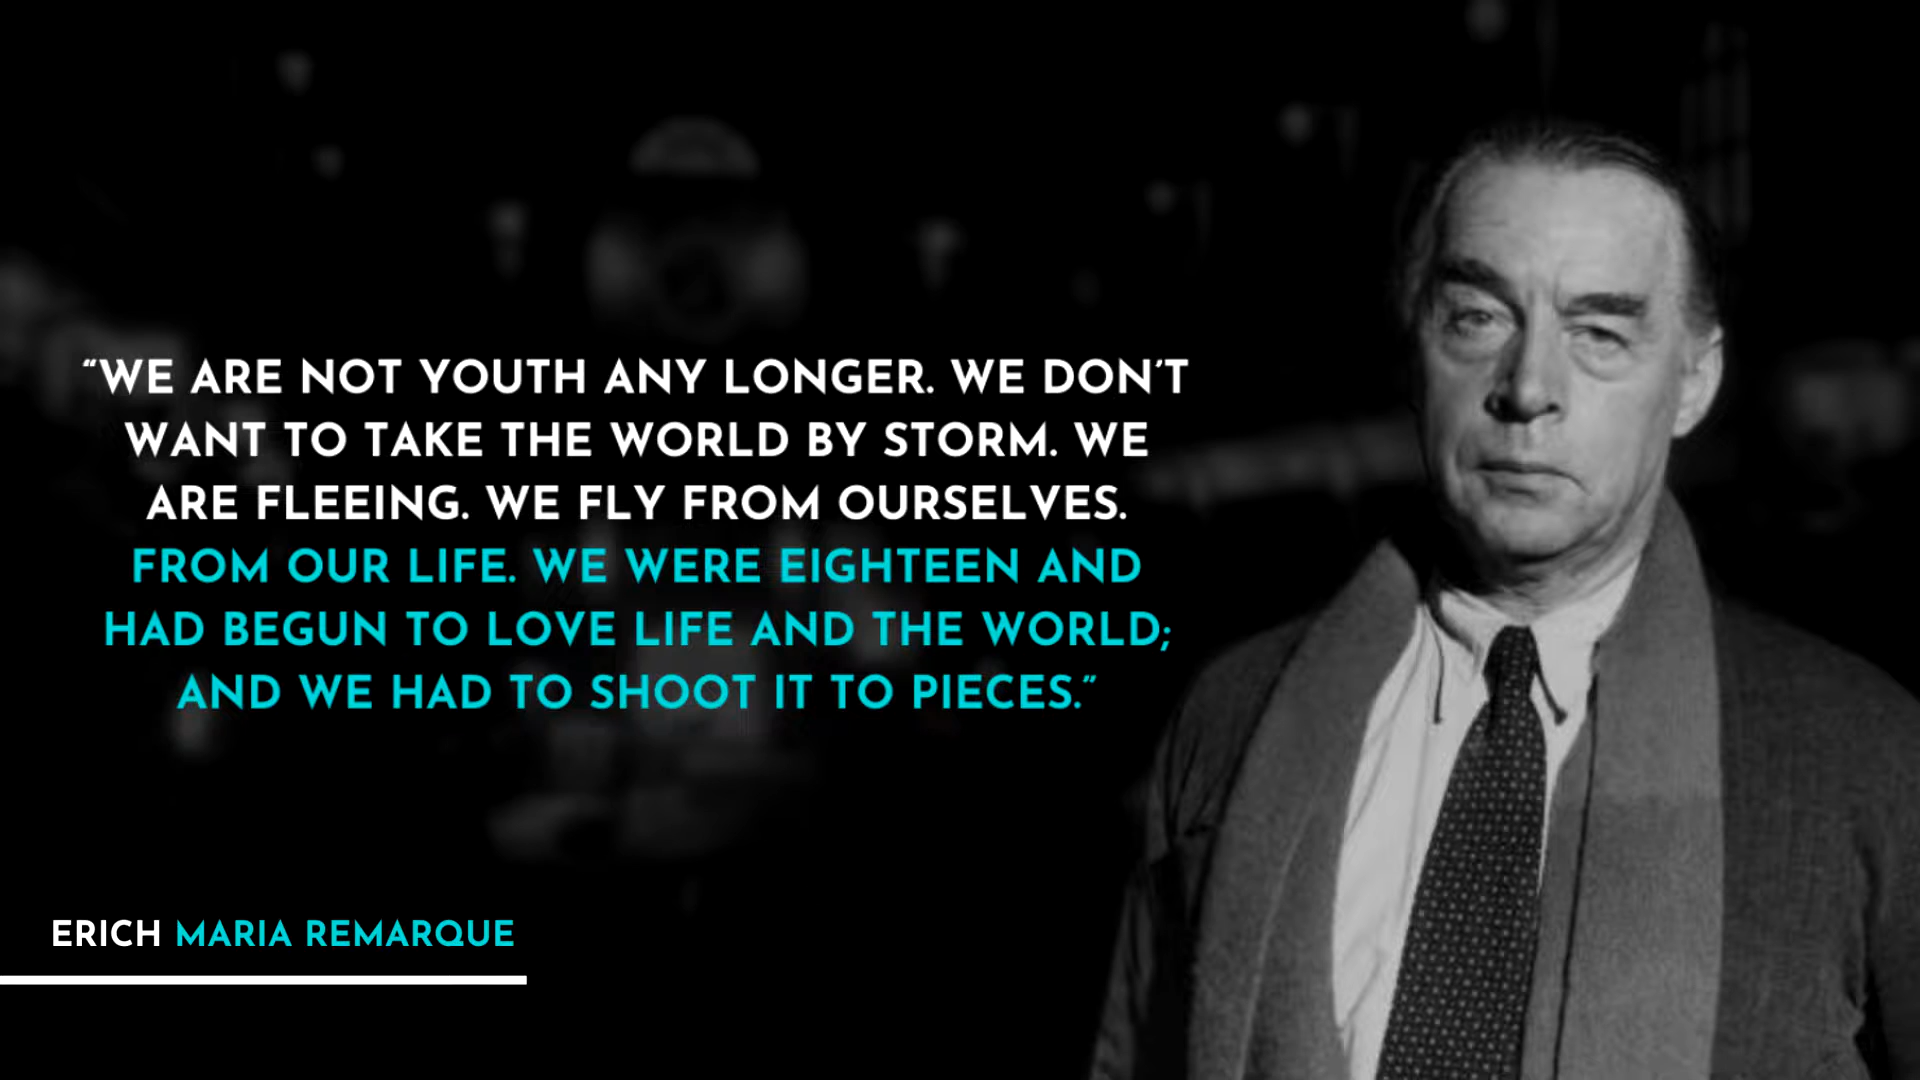 “WE ARE NOT YOUTH ANY LONGER. WE DON’T
WANT TO TAKE THE WORLD BY STORM. WE
ARE FLEEING. WE FLY FROM OURSELVES.
FROM OUR LIFE. WE WERE EIGHTEEN AND
HAD BEGUN TO LOVE LIFE AND THE WORLD;
AND WE HAD TO SHOOT IT TO PIECES.”
ERICH MARIA REMARQUE